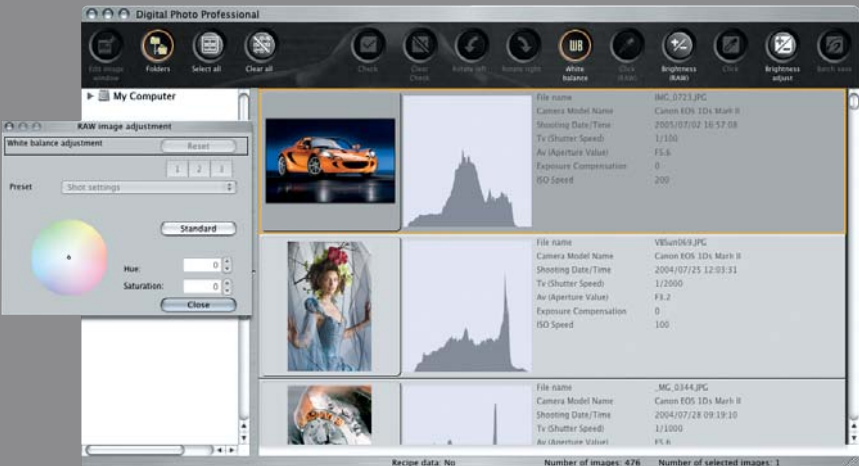 Digital Photo Professional
Edit image window
Folders
Select all
Clear all
Check
Clear Check
Rotate left
Rotate right
WB
White balance
Click (RAW)
Brightness (RAW)
Click
Brightness adjust
Batch save
My Computer
RAW image adjustment
White balance adjustment
Reset
1 2 3
Preset Shot settings
Standard
Hue: 0
Saturation: 0
Close
File name IMG_0723.JPG
Camera Model Name Canon EOS 1Ds Mark II
Shooting Date/Time 2005/07/02 16 57 08
Tv (Shutter Speed) 1/100
Av (Aperture Value) F5.6
Exposure Compensation 0
ISO Speed 200
File name VBSun069.JPG
Camera Model Name Canon EOS 1Ds Mark II
Shooting Date/Time 2004/07/25 12:03:31
Tv (Shutter Speed) 1/2000
Av (Aperture Value) F3.2
Exposure Compensation 0
ISO Speed 100
File name _MG_0344.JPG
Camera Model Name Canon EOS 1Ds Mark II
Shooting Date/Time 2004/07/28 09:19:10
Tv (Shutter Speed) 1/1000
Av (Aperture Value) F5.6
Recipe data: No
Number of images: 476
Number of selected images: 1